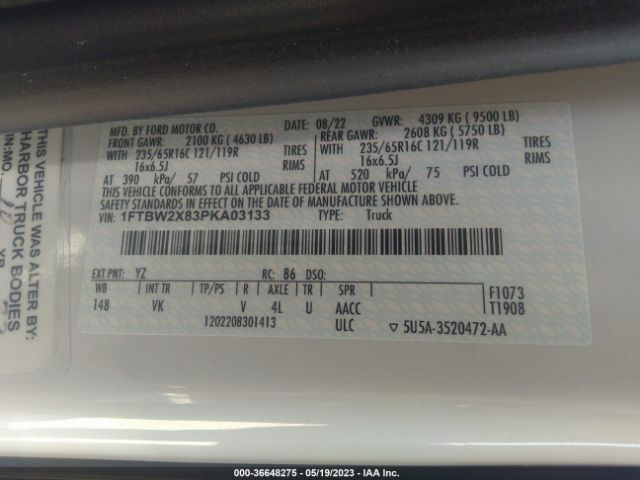 MFD. BY FORD MOTOR CO.
DATE: 08/22
GVWR: 4309 KG ( 9500 LB)
FRONT GAWR: 2100 KG ( 4630 LB)
REAR GAWR: 2608 KG ( 5750 LB)
WITH 235/65R16C 121/119R TIRES
WITH 235/65R16C 121/119R TIRES
16x6.5J RIMS
16x6.5J RIMS
AT 390 kPa/ 57 PSI COLD
AT 520 kPa/ 75 PSI COLD
THIS VEHICLE CONFORMS TO ALL APPLICABLE FEDERAL MOTOR VEHICLE
SAFETY STANDARDS IN EFFECT ON THE DATE OF MANUFACTURE SHOWN ABOVE.
VIN: 1FTBW2X83PKA03133
TYPE: Truck
EXT PNT: YZ RC: 86 DSO:
WB INT TR TP/PS R AXLE TR SPR
148 VK V 4L U AACC
F1073
T1908
1202208301413
ULC
▽ 5U5A-3520472-AA
THIS VEHICLE WAS ALTER BY:
HARBOR TRUCK BODIES
IN:MO.
YR
000-36648275 - 05/19/2023 - IAA Inc.